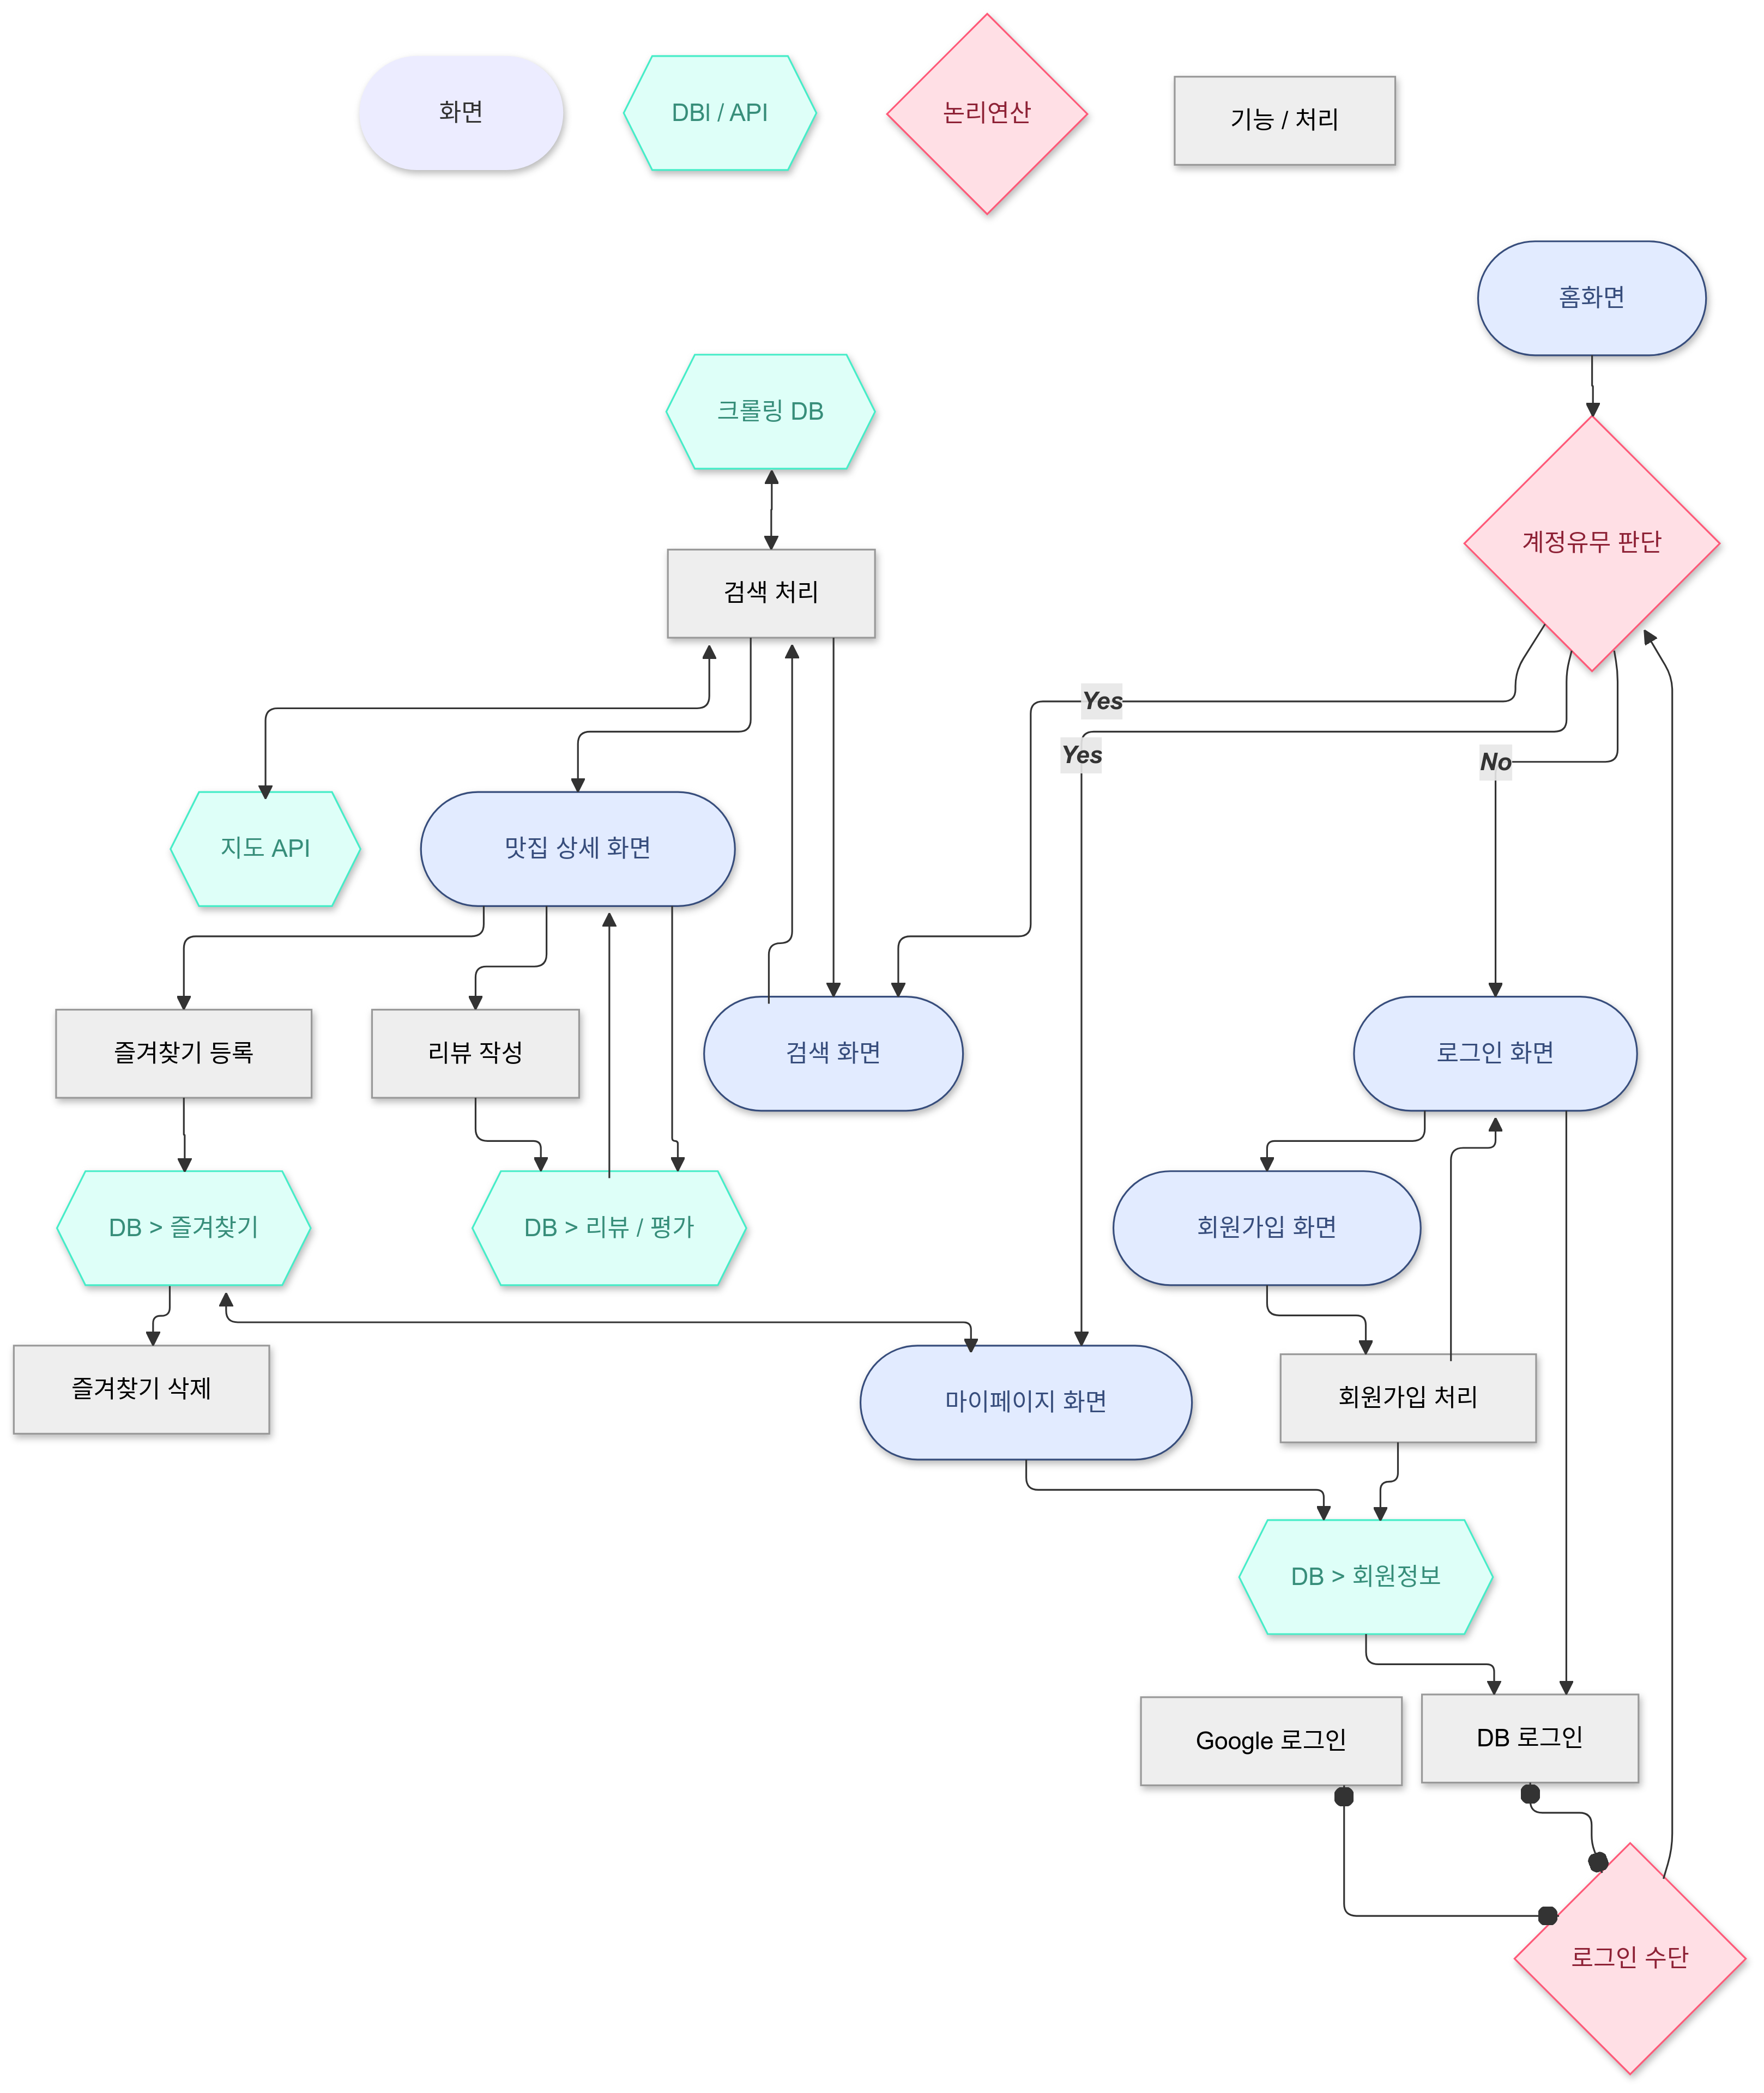 화면
DBI / API
논리연산
기능 / 처리
홈화면
크롤링 DB
계정유무 판단
검색 처리
Yes
Yes
No
지도 API
맛집 상세 화면
즐겨찾기 등록
리뷰 작성
검색 화면
로그인 화면
DB > 즐겨찾기
DB > 리뷰 / 평가
회원가입 화면
즐겨찾기 삭제
마이페이지 화면
회원가입 처리
DB > 회원정보
Google 로그인
DB 로그인
로그인 수단